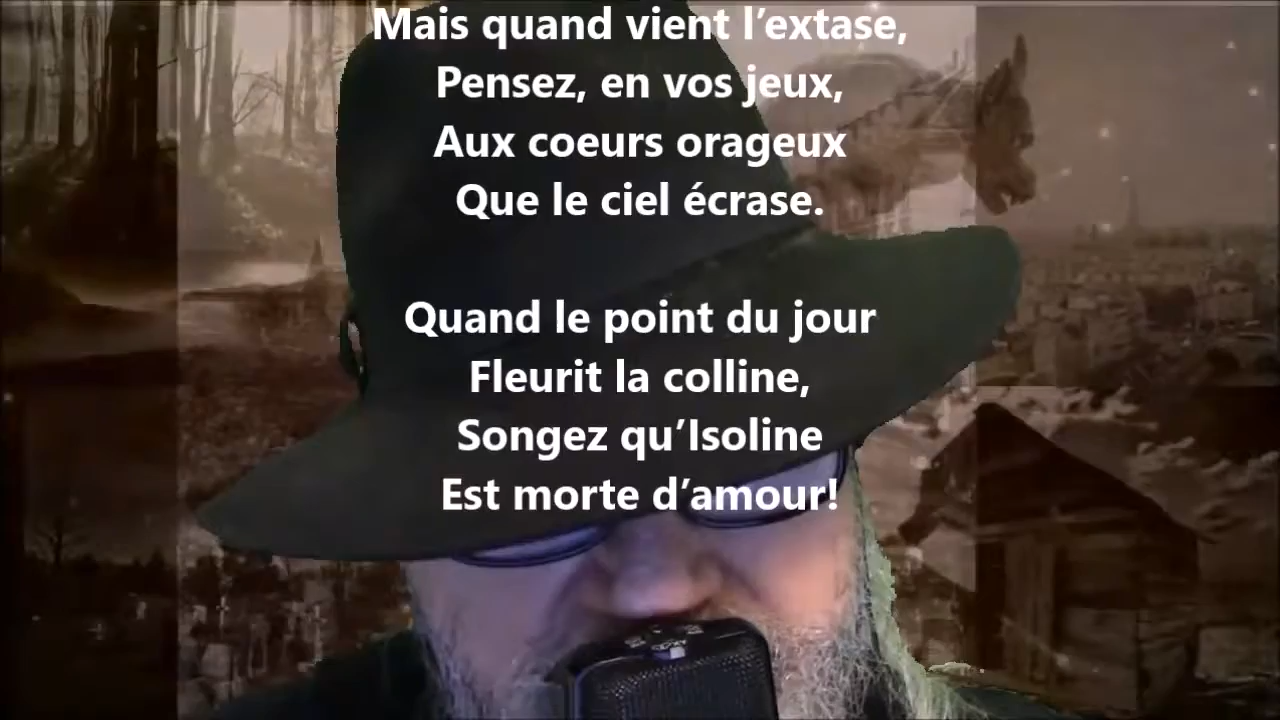 Mais quand vient l’extase,
Pensez, en vos jeux,
Aux coeurs orageux
Que le ciel écrase.
Quand le point du jour
Fleurit la colline,
Songez qu’Isoline
Est morte d’amour!